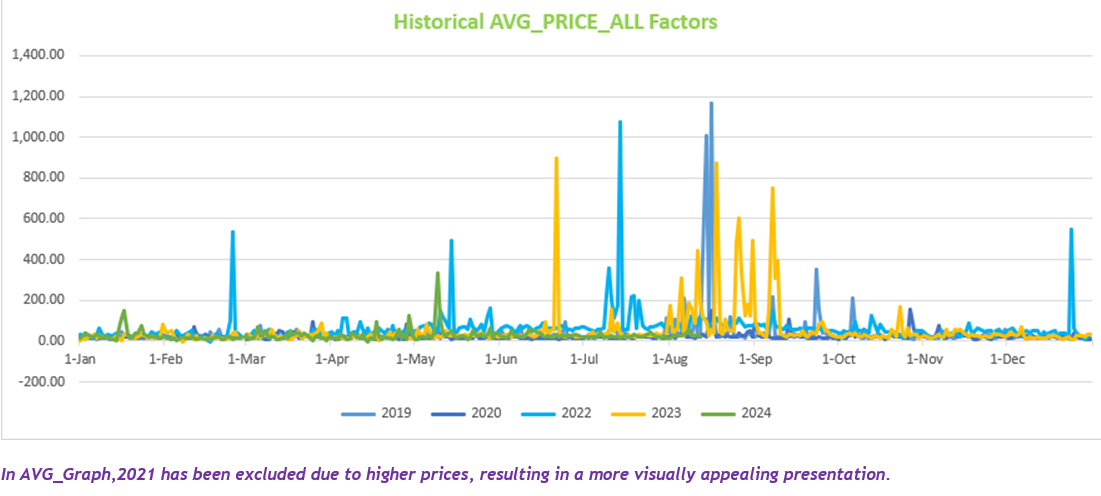 Historical AVG_PRICE_ALL Factors
1,400.00
1,200.00
1,000.00
800.00
600.00
400.00
200.00
0.00
-200.00
1-Jan 1-Feb 1-Mar 1-Apr 1-May 1-Jun 1-Jul 1-Aug 1-Sep 1-Oct 1-Nov 1-Dec
2019 2020 2022 2023 2024
In AVG_Graph,2021 has been excluded due to higher prices, resulting in a more visually appealing presentation.